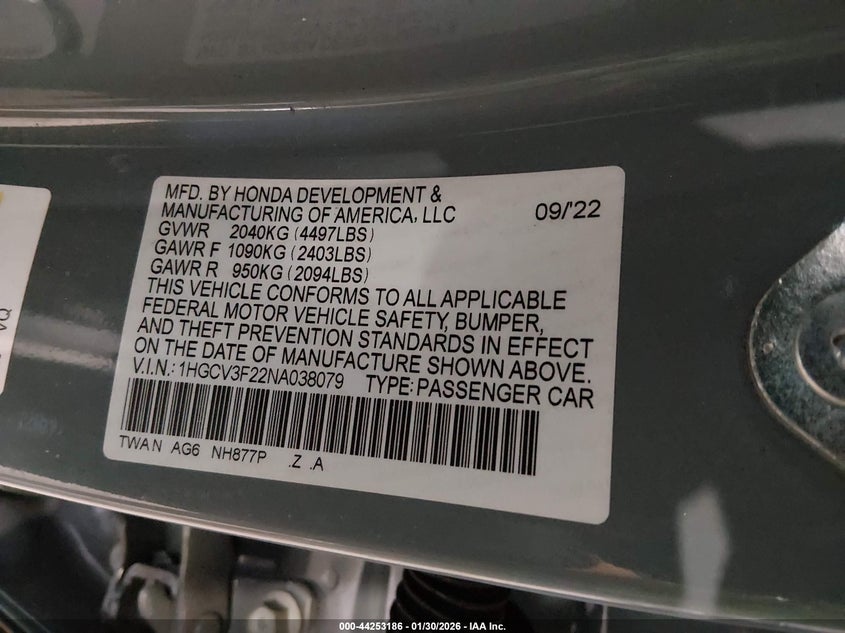 MFD. BY HONDA DEVELOPMENT &
MANUFACTURING OF AMERICA, LLC 09/'22
GVWR 2040KG (4497LBS)
GAWR F 1090KG (2403LBS)
GAWR R 950KG (2094LBS)
THIS VEHICLE CONFORMS TO ALL APPLICABLE
FEDERAL MOTOR VEHICLE SAFETY, BUMPER,
AND THEFT PREVENTION STANDARDS IN EFFECT
ON THE DATE OF MANUFACTURE SHOWN ABOVE.
V.I.N.: 1HGCV3F22NA038079 TYPE: PASSENGER CAR
TWA N AG6 NH877P .Z .A
000-44253186 - 01/30/2026 - IAA Inc.